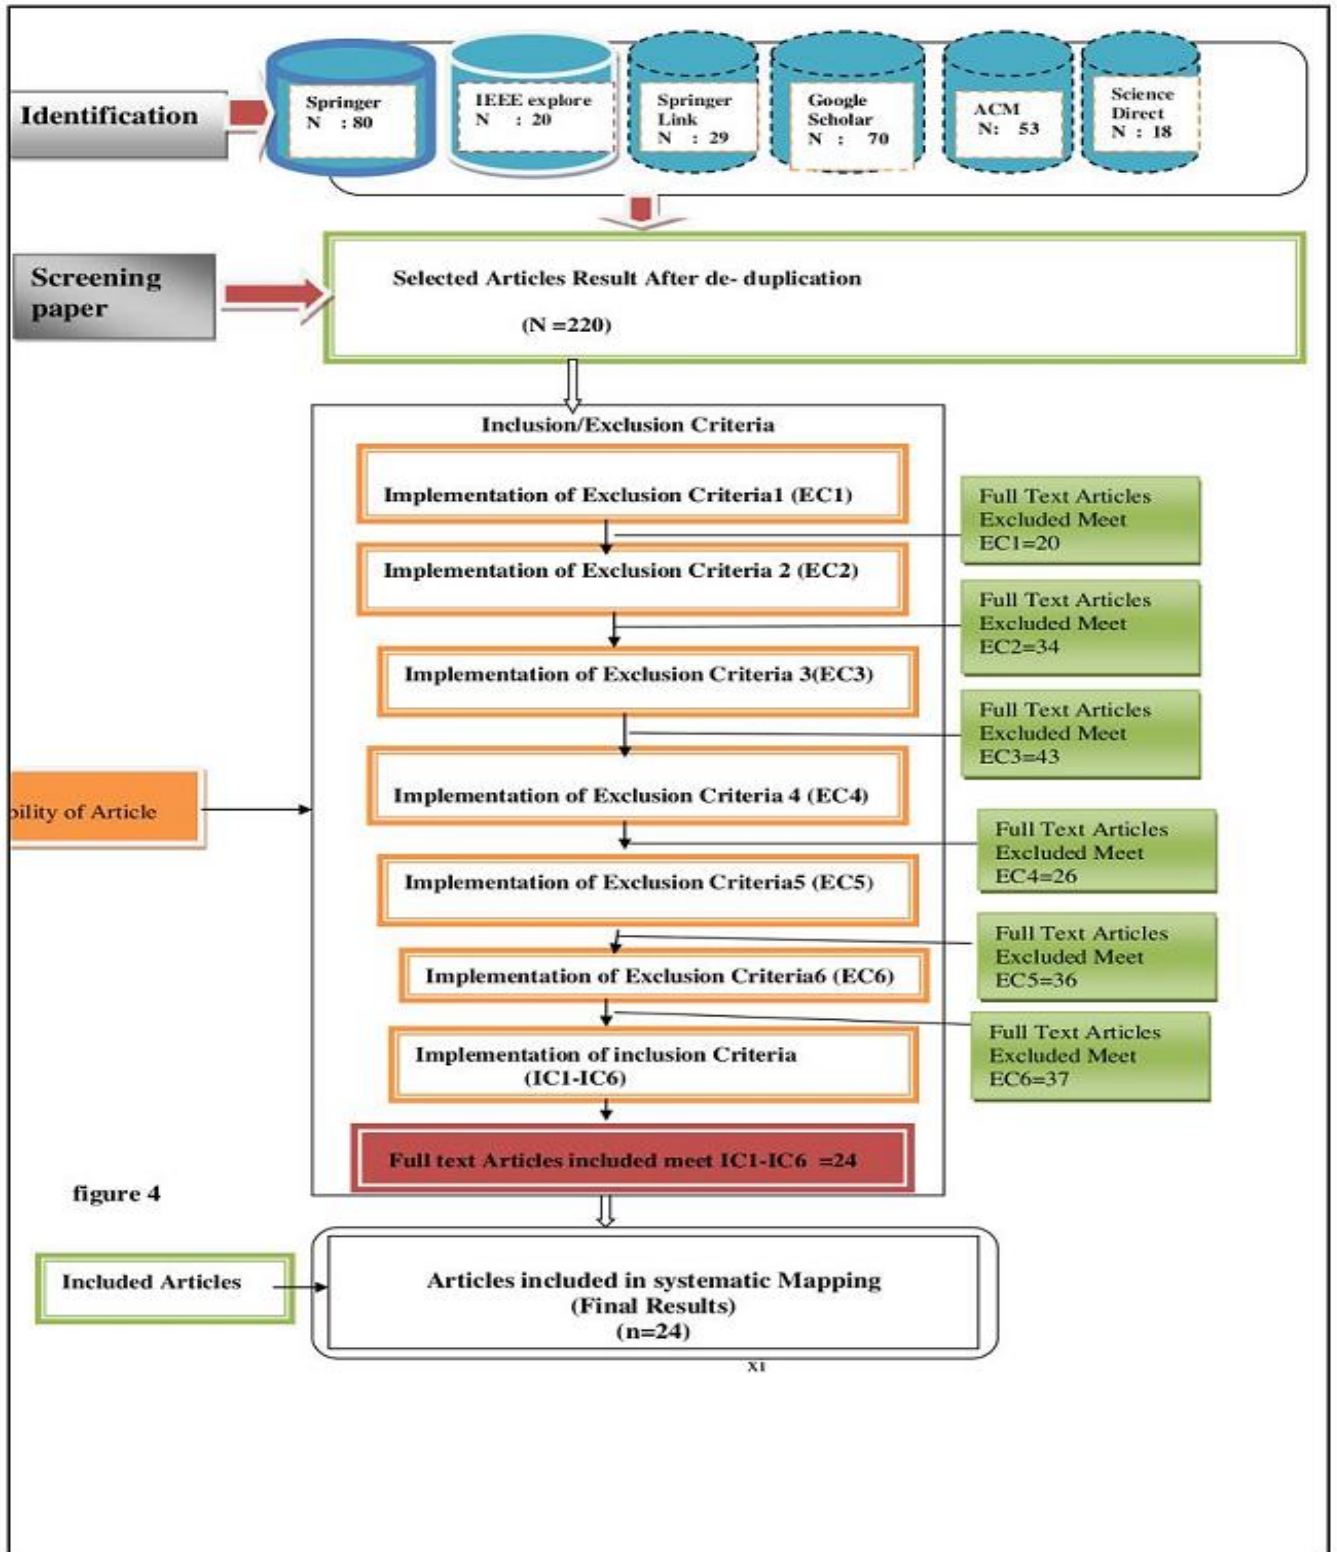 Identification
Springer
N : 80
IEEE explore
N : 20
Springer
Link
N : 29
Google
Scholar
N : 70
ACM
N: 53
Science
Direct
N : 18
Screening
paper
Selected Articles Result After de- duplication
(N =220)
Inclusion/Exclusion Criteria
Implementation of Exclusion Criteria1 (EC1)
Full Text Articles
Excluded Meet
EC1=20
Implementation of Exclusion Criteria 2 (EC2)
Full Text Articles
Excluded Meet
EC2=34
Implementation of Exclusion Criteria 3(EC3)
Full Text Articles
Excluded Meet
EC3=43
bility of Article
Implementation of Exclusion Criteria 4 (EC4)
Full Text Articles
Excluded Meet
EC4=26
Implementation of Exclusion Criteria5 (EC5)
Full Text Articles
Excluded Meet
EC5=36
Implementation of Exclusion Criteria6 (EC6)
Full Text Articles
Excluded Meet
EC6=37
Implementation of inclusion Criteria
(IC1-IC6)
Full text Articles included meet IC1-IC6 =24
figure 4
Included Articles
Articles included in systematic Mapping
(Final Results)
(n=24)
XI